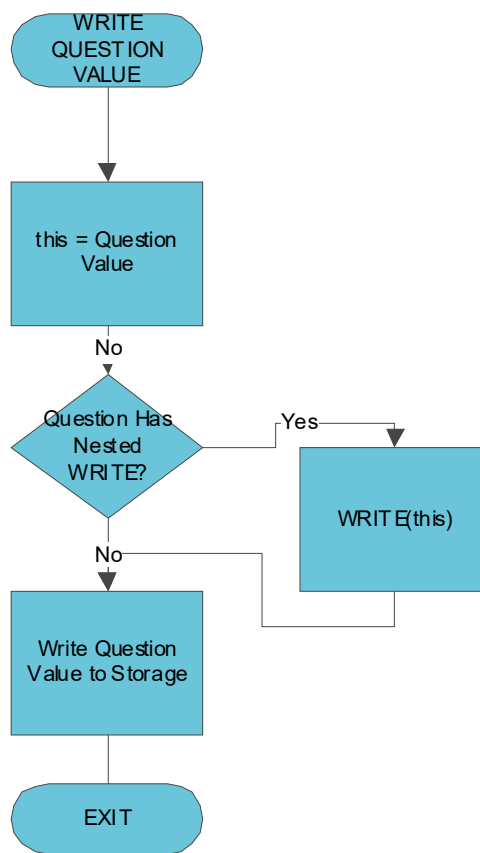 WRITE
QUESTION
VALUE
this = Question
Value
No
Question Has
Nested
WRITE?
Yes
WRITE(this)
No
Write Question
Value to Storage
EXIT